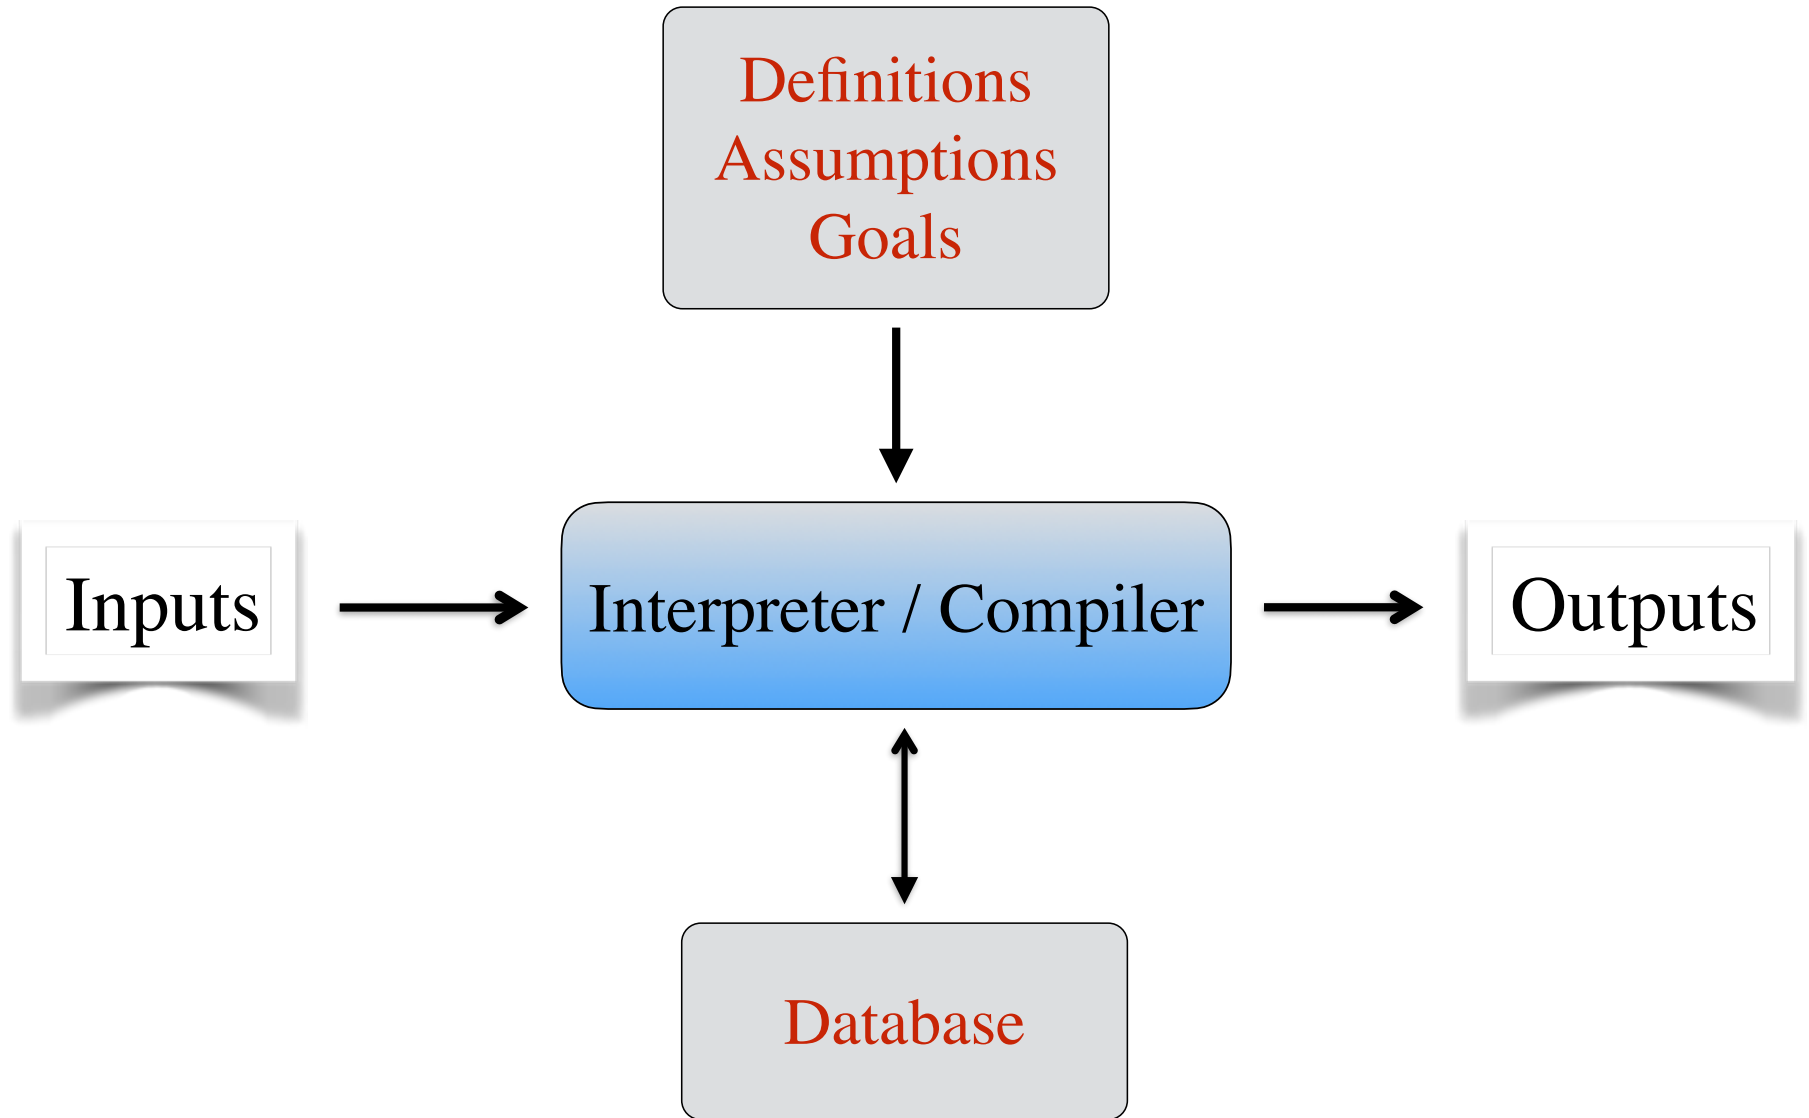 Definitions
Assumptions
Goals
Inputs
Interpreter / Compiler
Outputs
Database